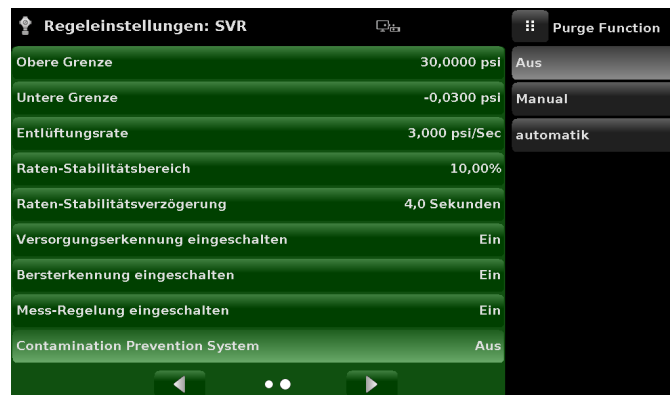 Regeleinstellungen: SVR
Obere Grenze 30,0000 psi
Untere Grenze -0,0300 psi
Entlüftungsrate 3,000 psi/Sec
Raten-Stabilitätsbereich 10,00%
Raten-Stabilitätsverzögerung 4,0 Sekunden
Versorgungserkennung eingeschalten Ein
Bersterkennung eingeschalten Ein
Mess-Regelung eingeschalten Ein
Contamination Prevention System Aus
Purge Function
Aus
Manual
automatik